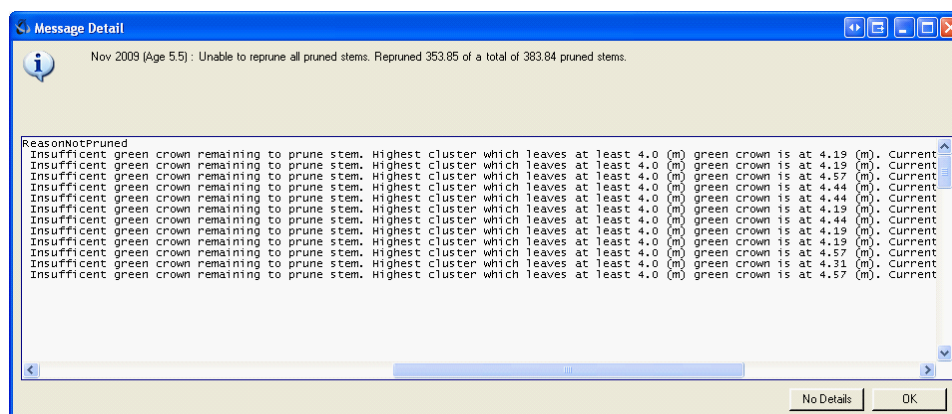 Message Detail
Nov 2009 (Age 5.5) : Unable to reprune all pruned stems. Repruned 353.85 of a total of 383.84 pruned stems.
ReasonNotPruned
Insufficent green crown remaining to prune stem. Highest cluster which leaves at least 4.0 (m) green crown is at 4.19 (m). Current
Insufficent green crown remaining to prune stem. Highest cluster which leaves at least 4.0 (m) green crown is at 4.19 (m). Current
Insufficent green crown remaining to prune stem. Highest cluster which leaves at least 4.0 (m) green crown is at 4.57 (m). Current
Insufficent green crown remaining to prune stem. Highest cluster which leaves at least 4.0 (m) green crown is at 4.44 (m). Current
Insufficent green crown remaining to prune stem. Highest cluster which leaves at least 4.0 (m) green crown is at 4.44 (m). Current
Insufficent green crown remaining to prune stem. Highest cluster which leaves at least 4.0 (m) green crown is at 4.19 (m). Current
Insufficent green crown remaining to prune stem. Highest cluster which leaves at least 4.0 (m) green crown is at 4.44 (m). Current
Insufficent green crown remaining to prune stem. Highest cluster which leaves at least 4.0 (m) green crown is at 4.19 (m). Current
Insufficent green crown remaining to prune stem. Highest cluster which leaves at least 4.0 (m) green crown is at 4.19 (m). Current
Insufficent green crown remaining to prune stem. Highest cluster which leaves at least 4.0 (m) green crown is at 4.57 (m). Current
Insufficent green crown remaining to prune stem. Highest cluster which leaves at least 4.0 (m) green crown is at 4.31 (m). Current
Insufficent green crown remaining to prune stem. Highest cluster which leaves at least 4.0 (m) green crown is at 4.57 (m). Current
No Details OK